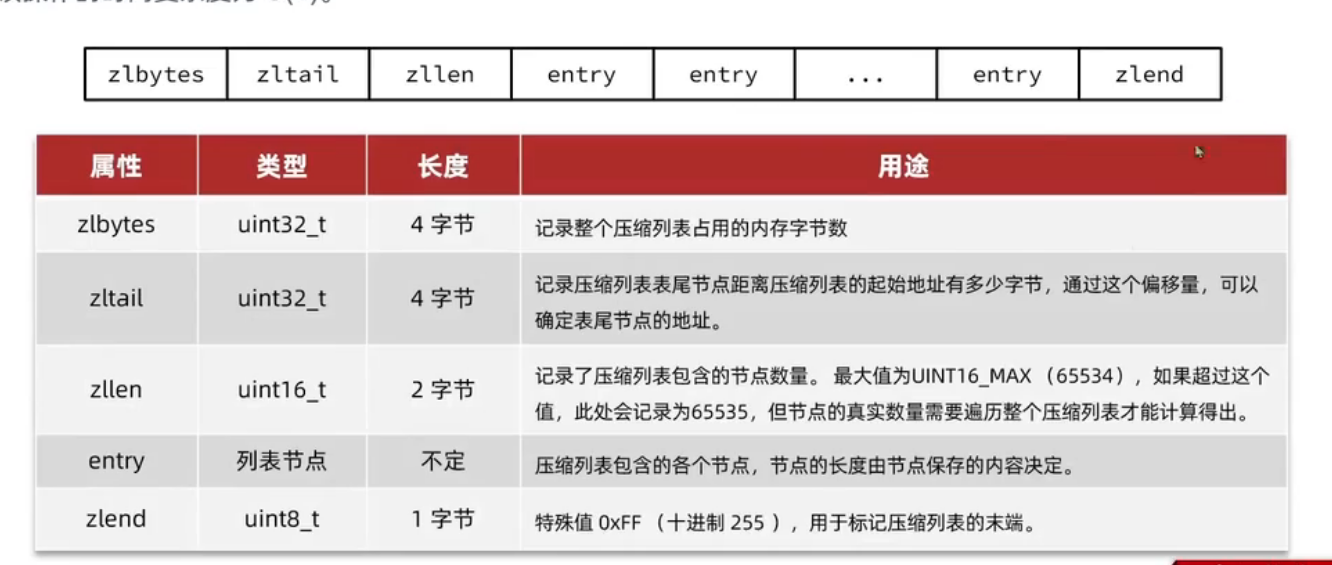 zlbytes zltail zllen entry entry ... entry zlend
属性 类型 长度 用途
zlbytes uint32_t 4 字节 记录整个压缩列表占用的内存字节数
zltail uint32_t 4 字节 记录压缩列表表尾节点距离压缩列表的起始地址有多少字节，通过这个偏移量，可以
确定表尾节点的地址。
zllen uint16_t 2 字节 记录了压缩列表包含的节点数量。 最大值为UINT16_MAX （65534），如果超过这个
值，此处会记录为65535，但节点的真实数量需要遍历整个压缩列表才能计算得出。
entry 列表节点 不定 压缩列表包含的各个节点，节点的长度由节点保存的内容决定。
zlend uint8_t 1 字节 特殊值 0xFF （十进制 255 ），用于标记压缩列表的末端。